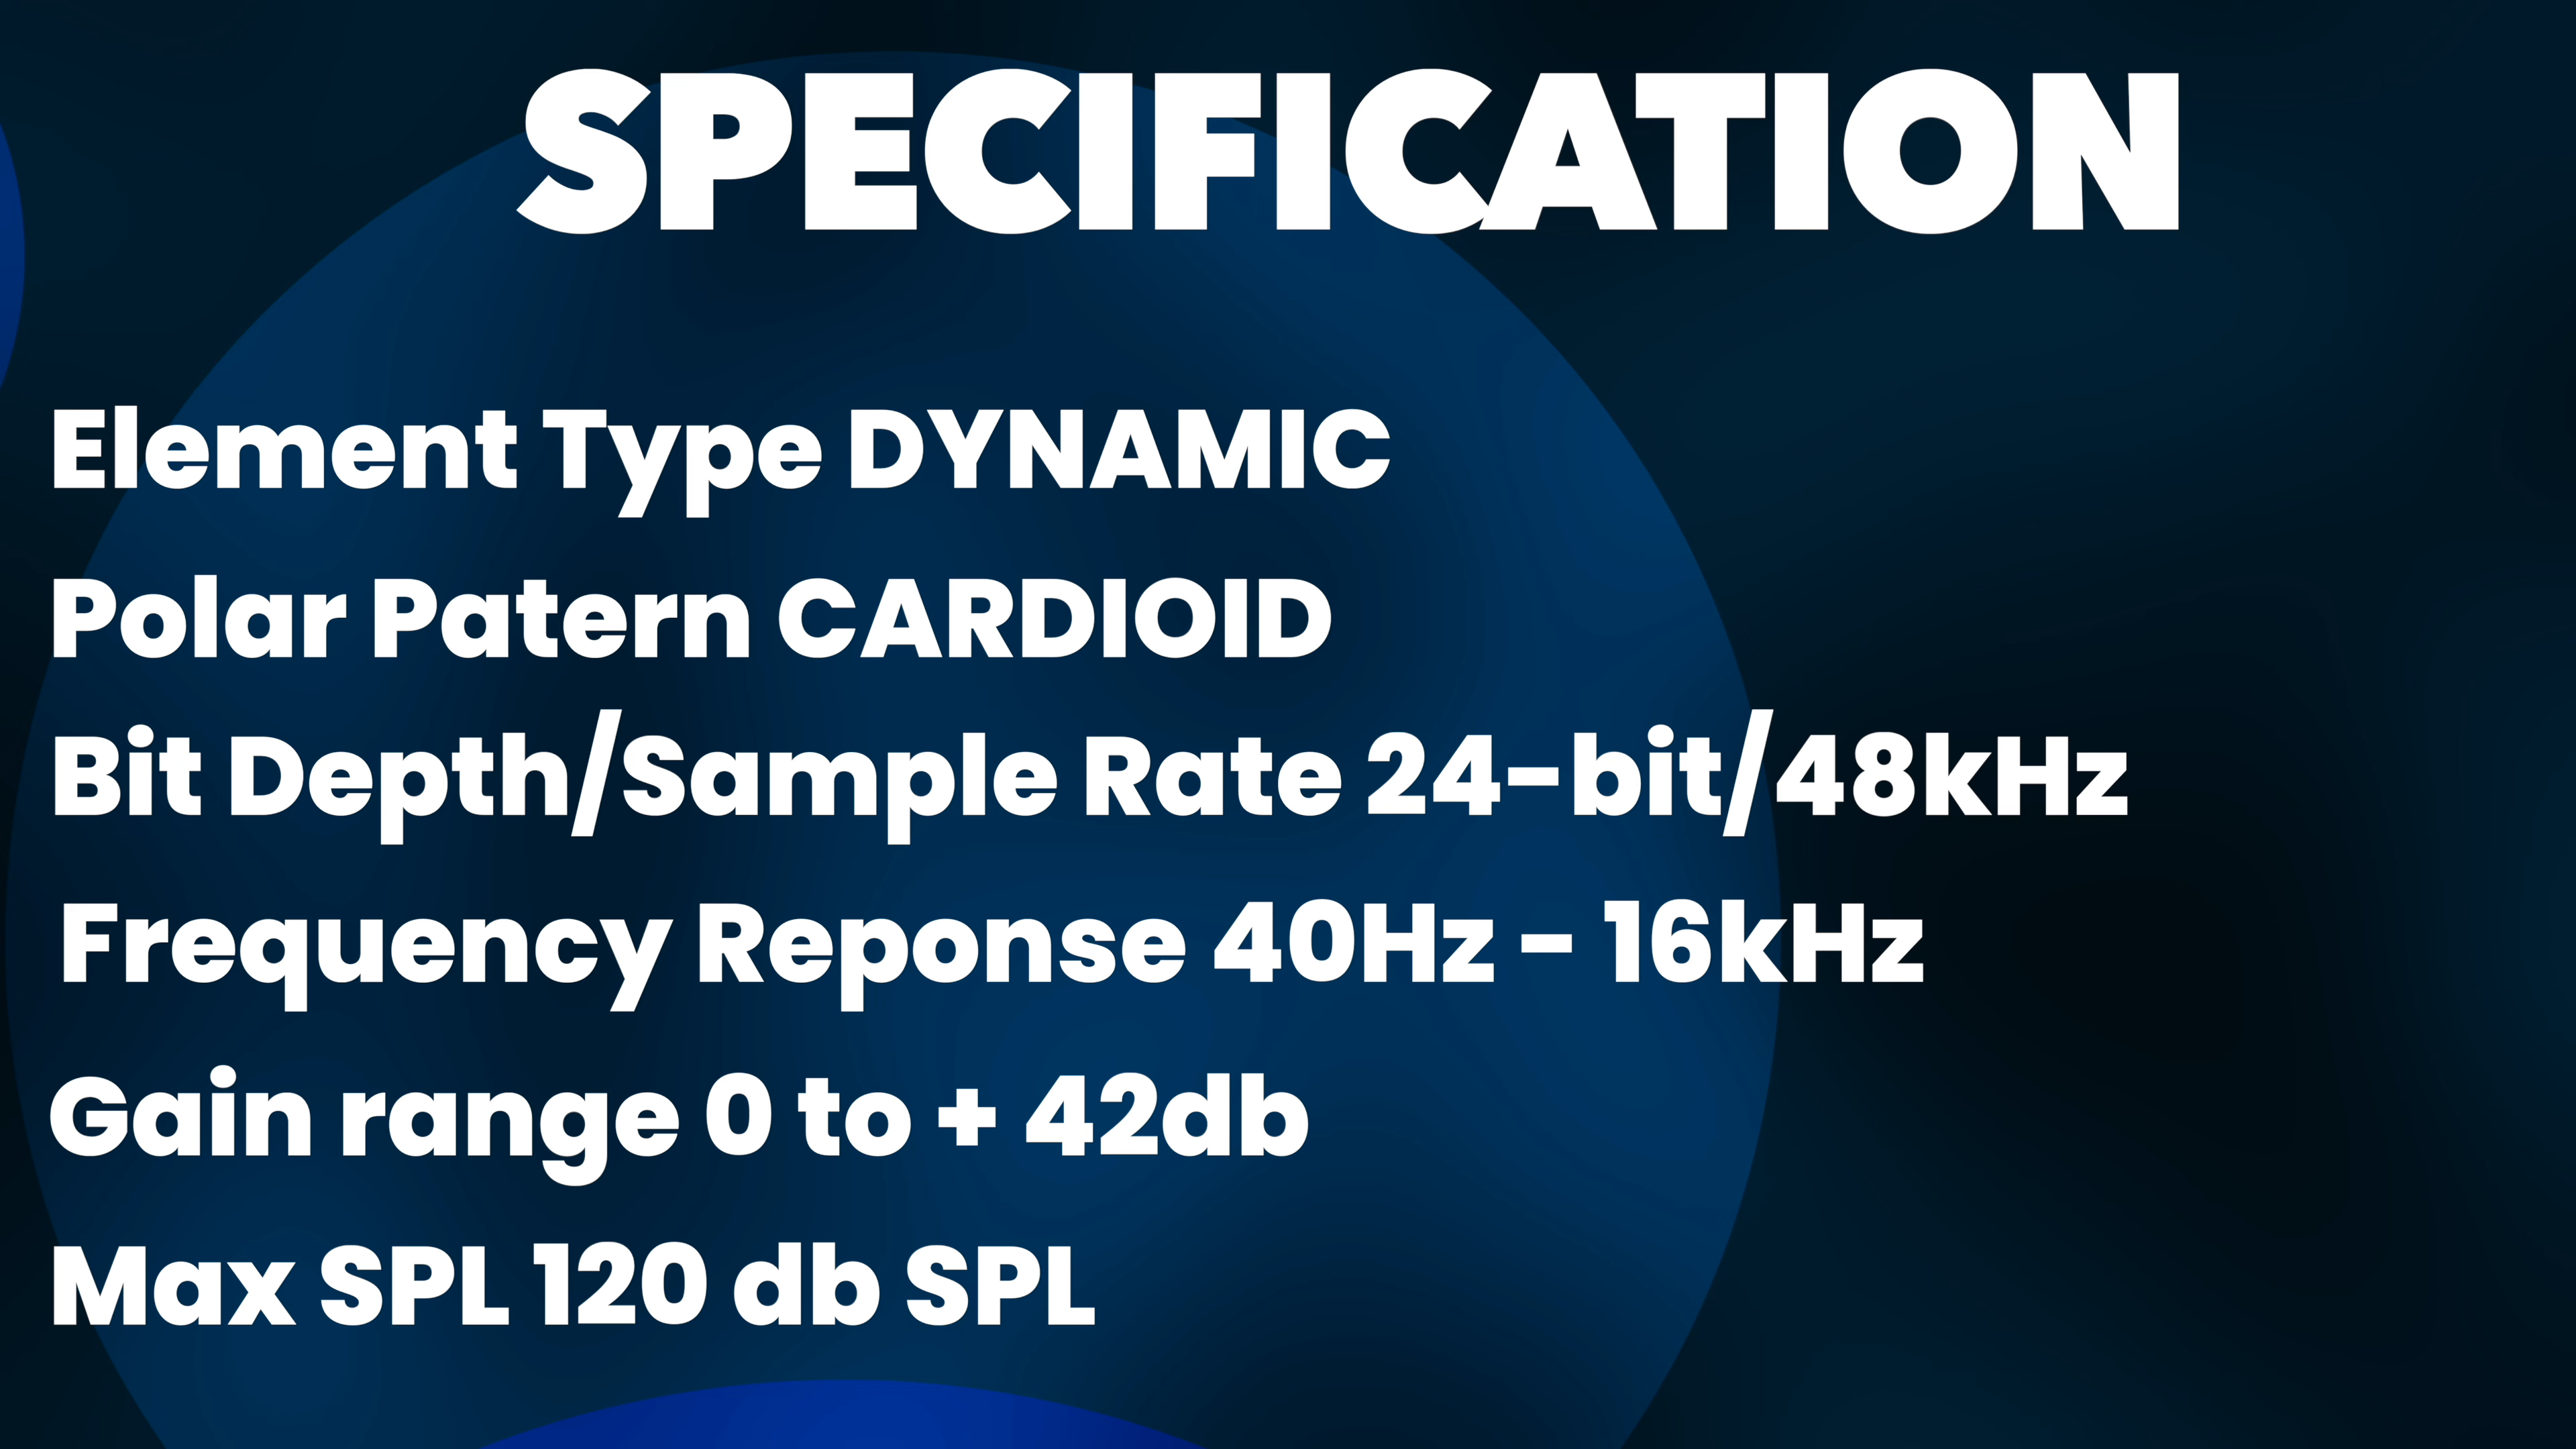 SPECIFICATION
Element Type DYNAMIC
Polar Patern CARDIOID
Bit Depth/Sample Rate 24-bit/48kHz
Frequency Reponse 40Hz - 16kHz
Gain range 0 to + 42db
Max SPL 120 db SPL